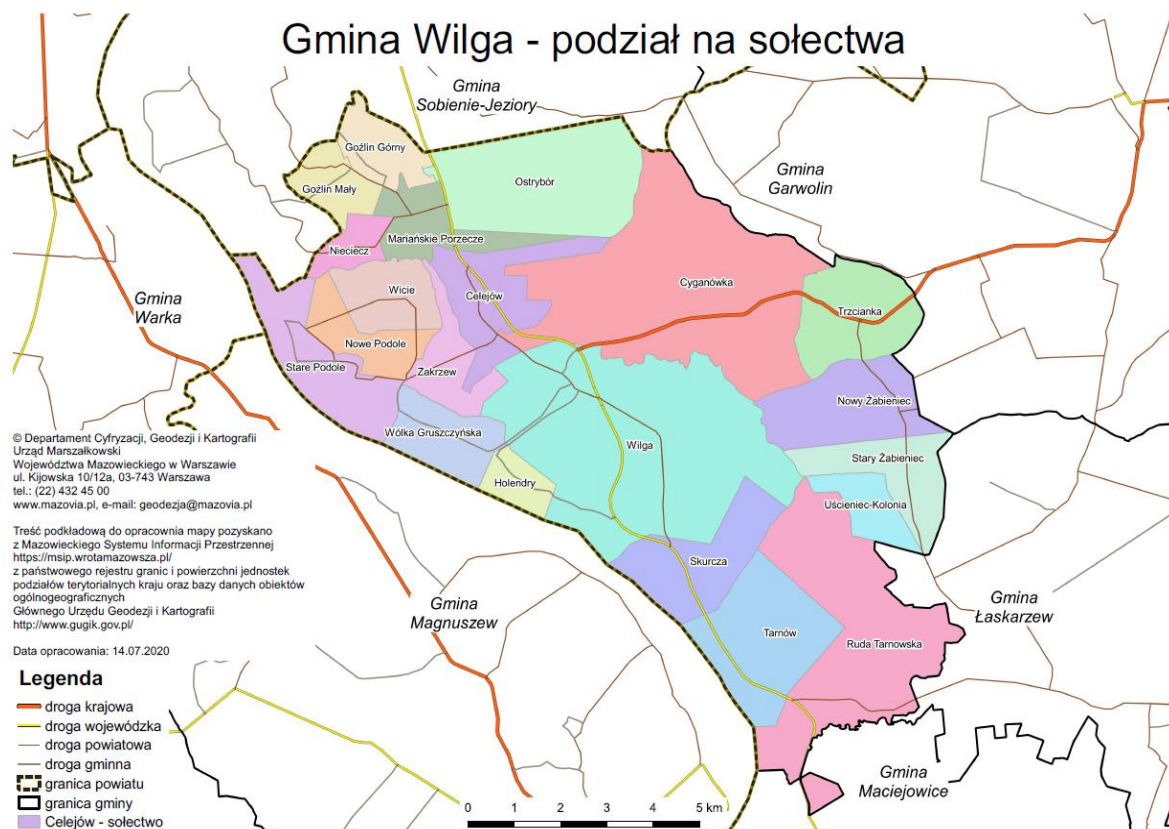 Gmina Wilga - podział na sołectwa
Gmina
Sobienie-Jeziory
Goźlin Górny
Gmina
Garwolin
Ostrybór
Goźlin Mały
Mariańskie Porzecze
Nieciecz
Cyganówka
Wicie
Celejów
Gmina
Warka
Trzcianka
Nowe Podole
Stare Podole
Zakrzew
Nowy Żabieniec
Wólka Gruszczyńska
Wilga
Stary Żabieniec
Holendry
Uścieniec-Kolonia
Skurcza
Gmina
Magnuszew
Gmina
Łaskarzew
Tarnów
Ruda Tarnowska
Gmina
Maciejowice
© Departament Cyfryzacji, Geodezji i Kartografii
Urząd Marszałkowski
Województwa Mazowieckiego w Warszawie
ul. Kijowska 10/12a, 03-743 Warszawa
tel.: (22) 432 45 00
www.mazovia.pl, e-mail: geodezja@mazovia.pl
Treść podkładową do opracowania mapy pozyskano
z Mazowieckiego Systemu Informacji Przestrzennej
https://msip.wrotamazowsza.pl/
z państwowego rejestru granic i powierzchni jednostek
podziałów terytorialnych kraju oraz bazy danych obiektów
ogólnogeograficznych
Głównego Urzędu Geodezji i Kartografii
http://www.gugik.gov.pl/
Data opracowania: 14.07.2020
Legenda
droga krajowa
droga wojewódzka
droga powiatowa
droga gminna
granica powiatu
granica gminy
Celejów - sołectwo
0 1 2 3 4 5 km